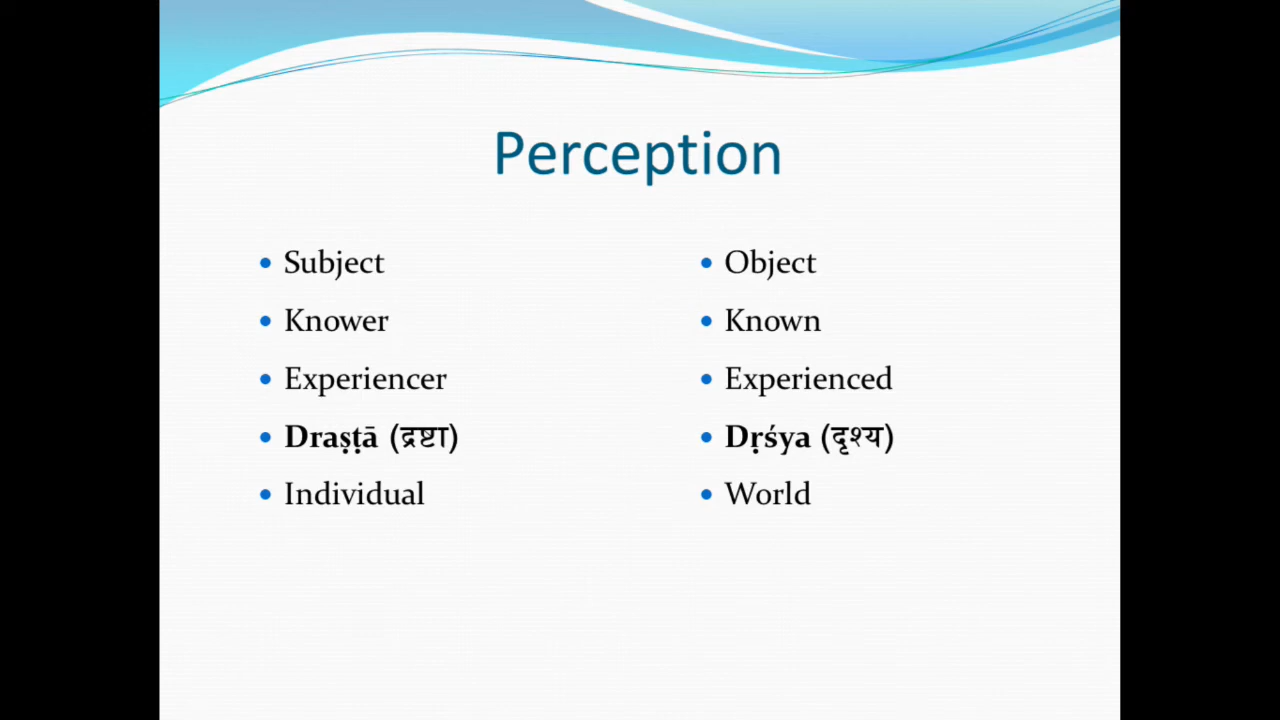 Perception
• Subject
• Knower
• Experiencer
• Draṣṭā (द्रष्टा)
• Individual
• Object
• Known
• Experienced
• Dṛśya (दृश्य)
• World